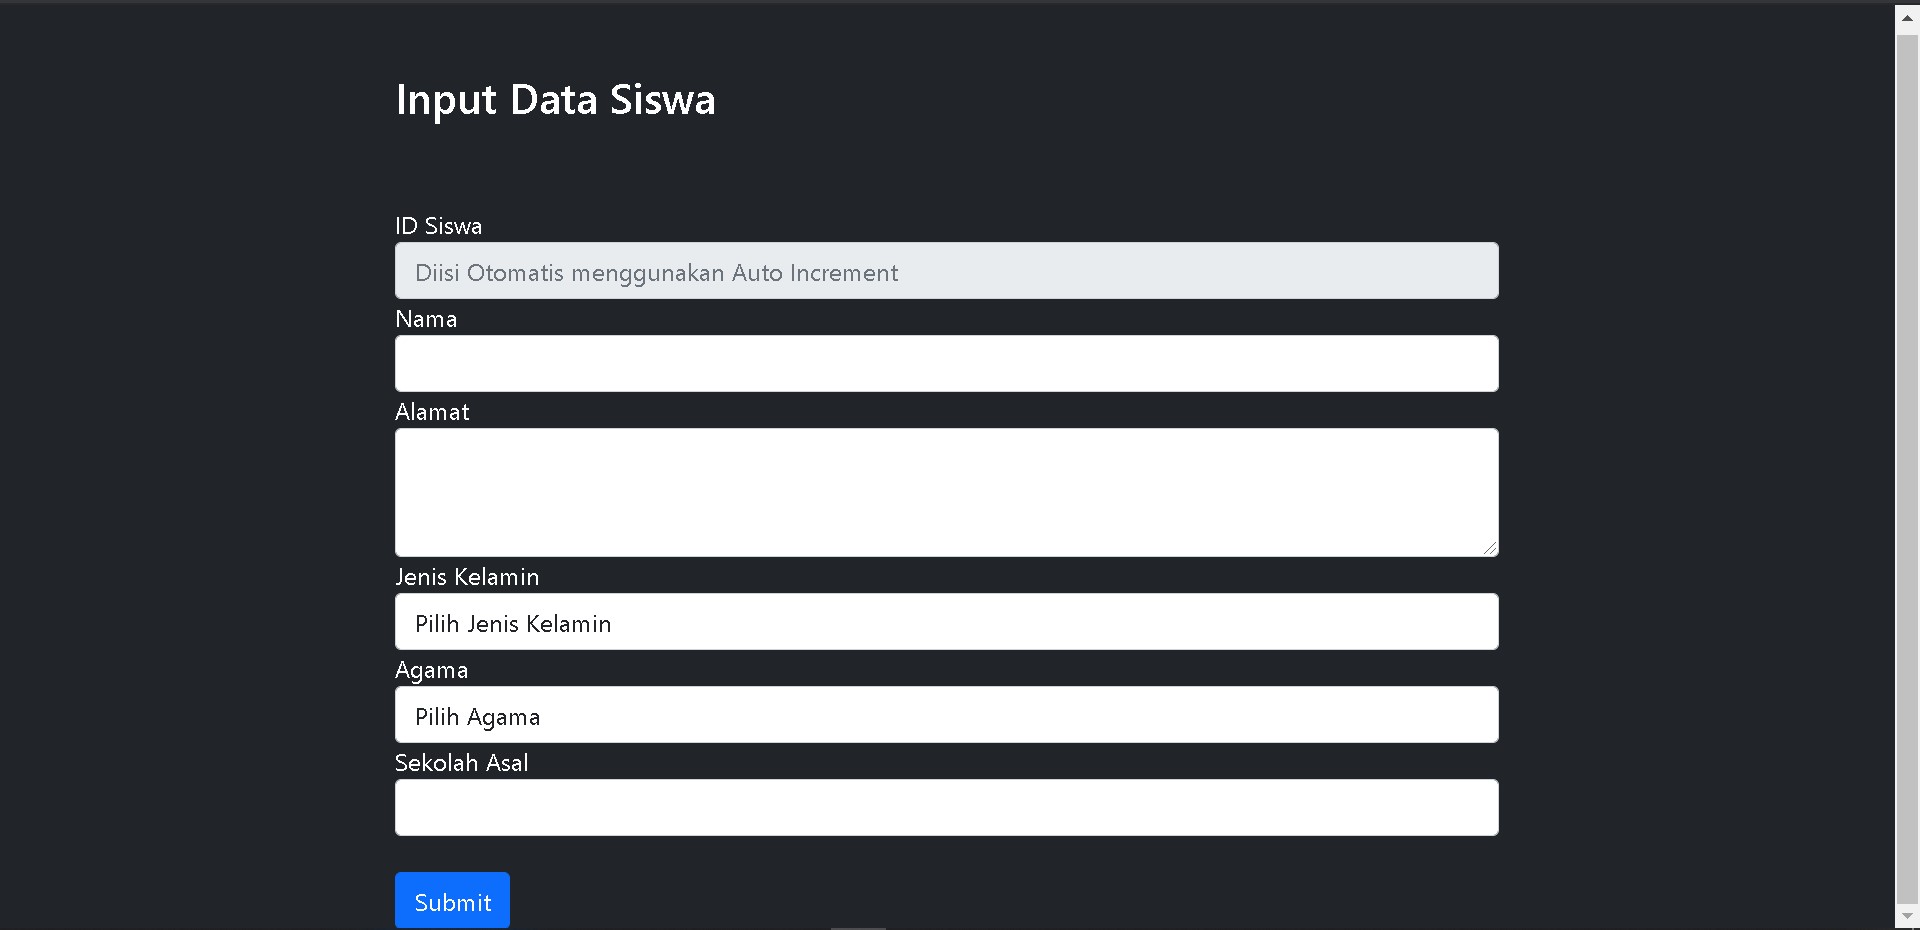 Input Data Siswa
ID Siswa
Diisi Otomatis menggunakan Auto Increment
Nama
Alamat
Jenis Kelamin
Pilih Jenis Kelamin
Agama
Pilih Agama
Sekolah Asal
Submit